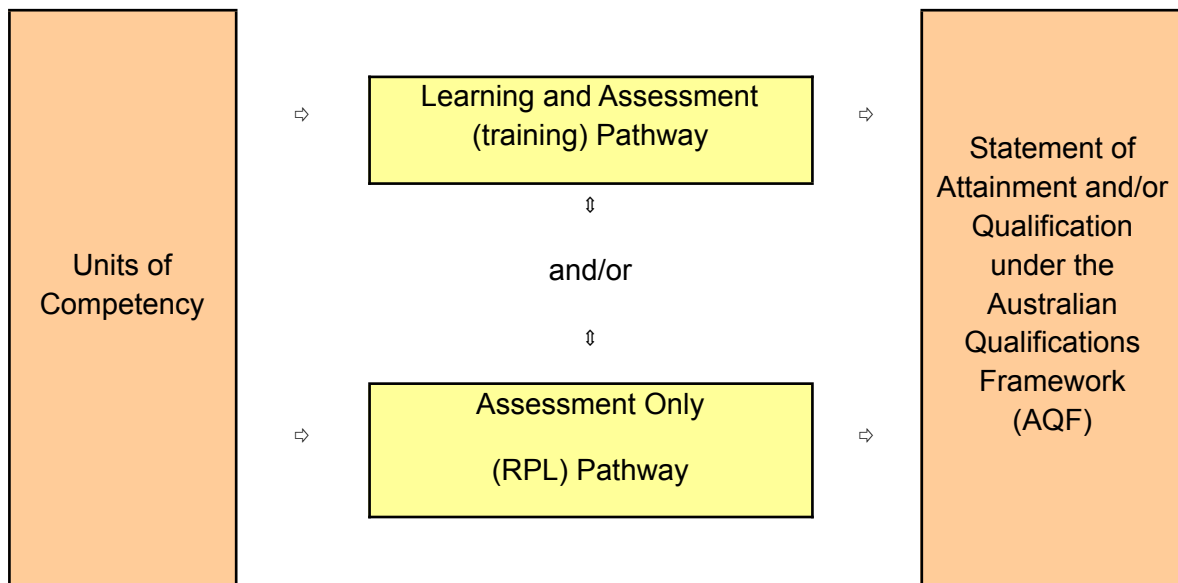 Units of
Competency
⇨
Learning and Assessment
(training) Pathway
⇨
⇕
and/or
⇕
⇨
Assessment Only
(RPL) Pathway
⇨
Statement of
Attainment and/or
Qualification
under the
Australian
Qualifications
Framework
(AQF)